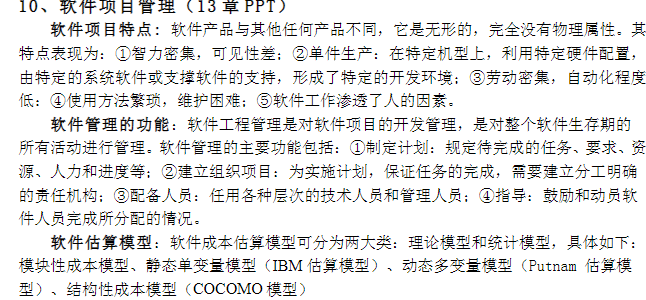 10、软件项目管理（13 章 PPT）
软件项目特点：软件产品与其他任何产品不同，它是无形的，完全没有物理属性。其
特点表现为：①智力密集，可见性差；②单件生产：在特定机型上，利用特定硬件配置，
由特定的系统软件或支撑软件的支持，形成了特定的开发环境；③劳动密集，自动化程度
低：④使用方法繁琐，维护困难；⑤软件工作渗透了人的因素。
软件管理的功能：软件工程管理是对软件项目的开发管理，是对整个软件生存期的
所有活动进行管理。软件管理的主要功能包括：①制定计划：规定待完成的任务、要求、资
源、人力和进度等；②建立组织项目：为实施计划，保证任务的完成，需要建立分工明确
的责任机构；③配备人员：任用各种层次的技术人员和管理人员；④指导：鼓励和动员软
件人员完成所分配的情况。
软件估算模型：软件成本估算模型可分为两大类：理论模型和统计模型，具体如下：
模块性成本模型、静态单变量模型（IBM 估算模型）、动态多变量模型（Putnam 估算模
型）、结构性成本模型（COCOMO 模型）